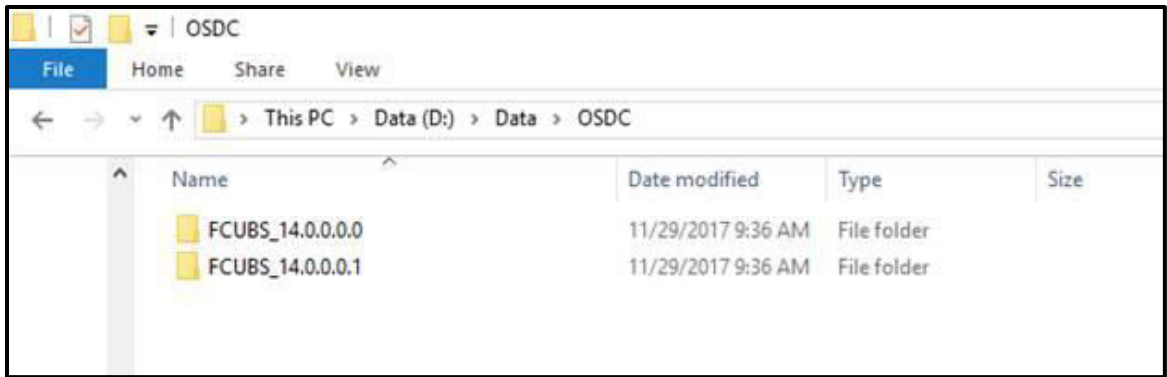 OSDC
File Home Share View
This PC > Data (D:) > Data > OSDC
Name Date modified Type Size
FCUBS_14.0.0.0.0 11/29/2017 9:36 AM File folder
FCUBS_14.0.0.0.1 11/29/2017 9:36 AM File folder